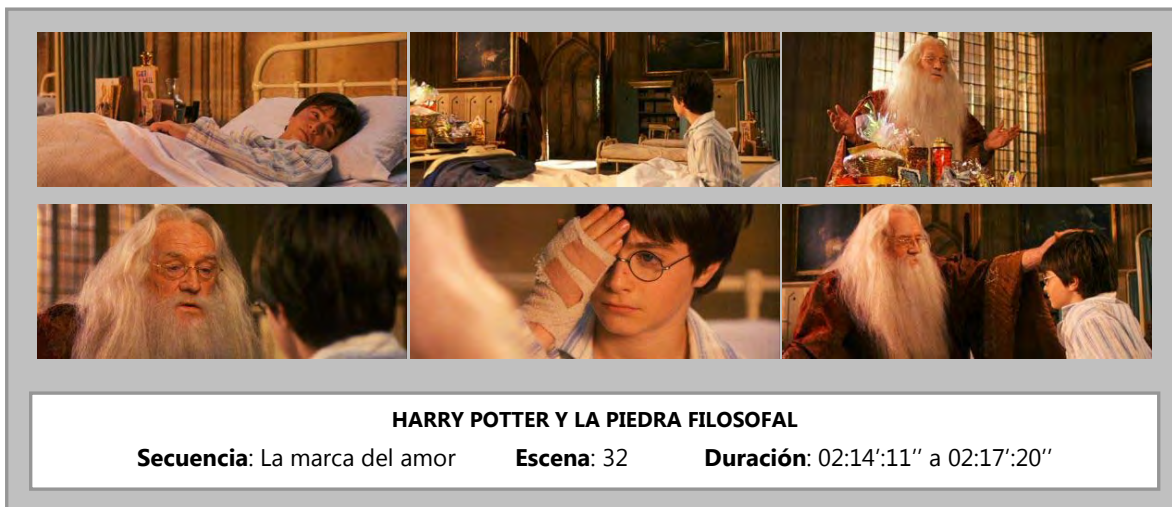 HARRY POTTER Y LA PIEDRA FILOSOFAL
Secuencia: La marca del amor Escena: 32 Duración: 02:14′:11′′ a 02:17′:20′′